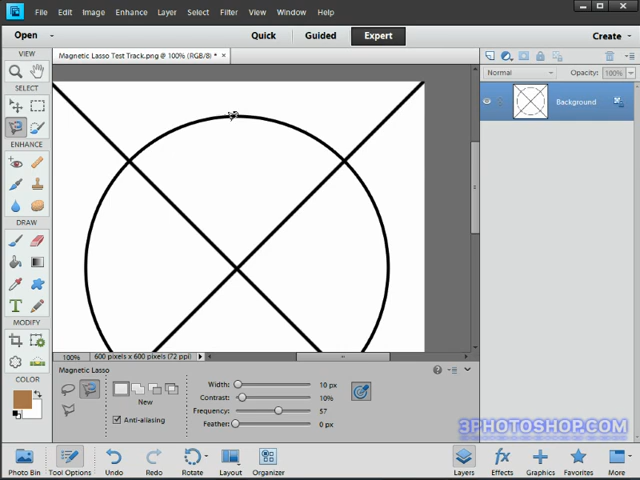 File Edit Image Enhance Layer Select Filter View Window Help
Open Quick Guided Expert Create
VIEW
SELECT
ENHANCE
DRAW
MODIFY
COLOR
Magnetic Lasso Test Track.png @ 100% (RGB/8) * ×
Normal Opacity: 100%
Background
100% 600 pixels x 600 pixels (72 ppi)
Magnetic Lasso
New
Anti-aliasing
Width: 10 px
Contrast: 10%
Frequency: 57
Feather: 0 px
3PHOTOSHOP.COM
Photo Bin Tool Options Undo Redo Rotate Layout Organizer Layers Effects Graphics Favorites More